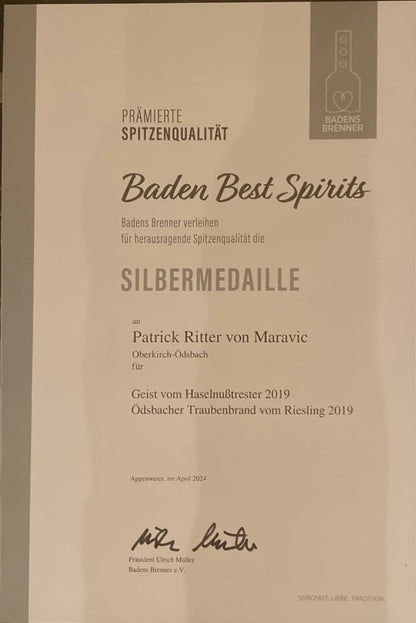 BADENS
BRENNER
PRÄMIERTE
SPITZENQUALITÄT
Baden Best Spirits
Badens Brenner verleihen
für herausragende Spitzenqualität die
SILBERMEDAILLE
an
Patrick Ritter von Maravic
Oberkirch-Ödsbach
für
Geist vom Haselnußtrester 2019
Ödsbacher Traubenbrand vom Riesling 2019
Appenweier, im April 2024
Präsident Ulrich Müller
Badens Brenner e.V.
SORGFALT. LIEBE. TRADITION.